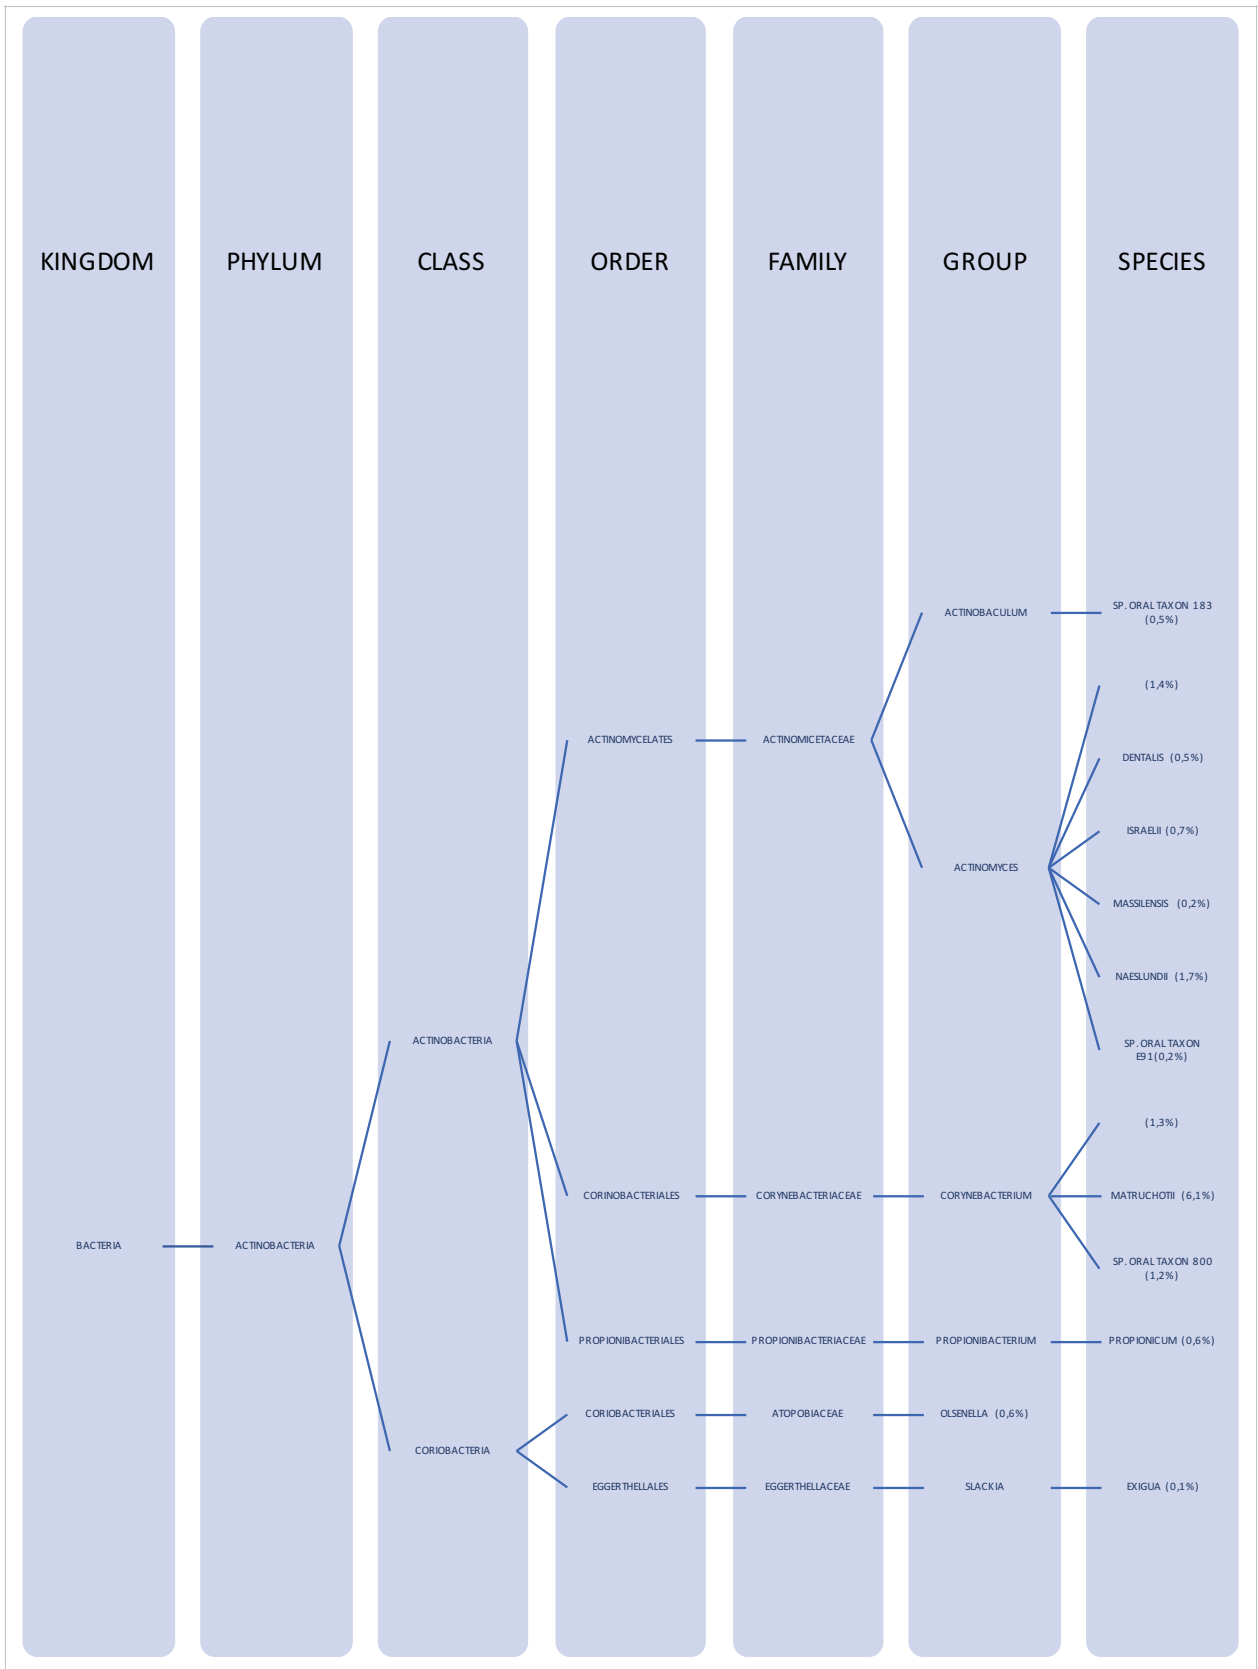 KINGDOM PHYLUM CLASS ORDER FAMILY GROUP SPECIES
ACTINOBACULUM
SP. ORAL TAXON 183
(0,5%)
(1,4%)
ACTINOMYCELATES ACTINOMICETACEAE
DENTALIS (0,5%)
ISRAELII (0,7%)
ACTINOMYCES
MASSILENSIS (0,2%)
NAESLUNDII (1,7%)
ACTINOBACTERIA
SP. ORAL TAXON
E91(0,2%)
(1,3%)
CORINOBACTERIALES CORYNEBACTERIACEAE CORYNEBACTERIUM MATRUCHOTII (6,1%)
BACTERIA ACTINOBACTERIA
SP. ORAL TAXON 800
(1,2%)
PROPIONIBACTERIALES PROPIONIBACTERIACEAE PROPIONIBACTERIUM PROPIONICUM (0,6%)
CORIOBACTERIALES ATOPOBIACEAE OLSENELLA (0,6%)
CORIOBACTERIA
EGGERTHELLALES EGGERTHELLACEAE SLACKIA EXIGUA (0,1%)